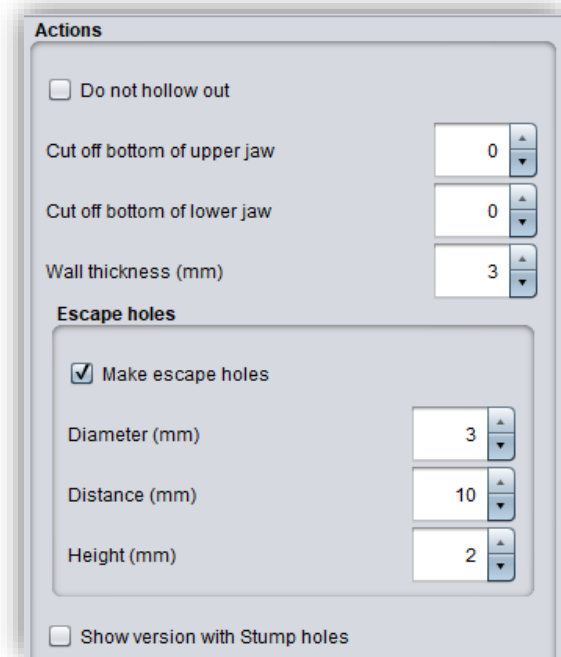 Actions
Do not hollow out
Cut off bottom of upper jaw 0
Cut off bottom of lower jaw 0
Wall thickness (mm) 3
Escape holes
Make escape holes
Diameter (mm) 3
Distance (mm) 10
Height (mm) 2
Show version with Stump holes